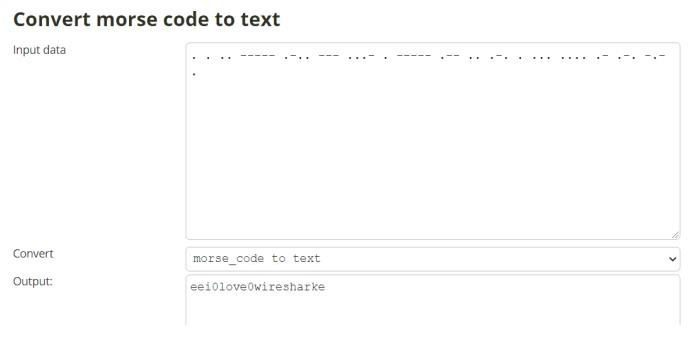 Convert morse code to text
Input data
. . .. ----- .-.. --- ...- . ----- .-- .. .-. . ... .... .- .-. -.-
.
Convert
morse_code to text
Output:
eei0love0wiresharke